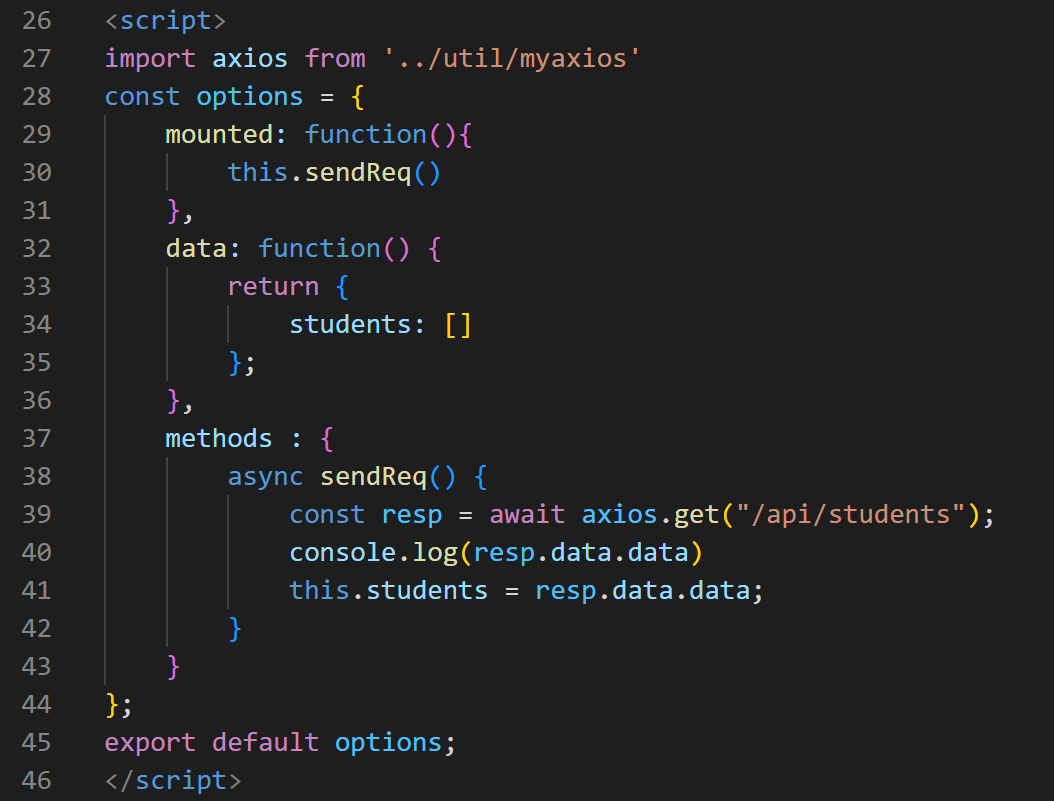 26 <script>
27 import axios from '../util/myaxios'
28 const options = {
29     mounted: function(){
30         this.sendReq()
31     },
32     data: function() {
33         return {
34             students: []
35         };
36     },
37     methods : {
38         async sendReq() {
39             const resp = await axios.get("/api/students");
40             console.log(resp.data.data)
41             this.students = resp.data.data;
42         }
43     }
44 };
45 export default options;
46 </script>